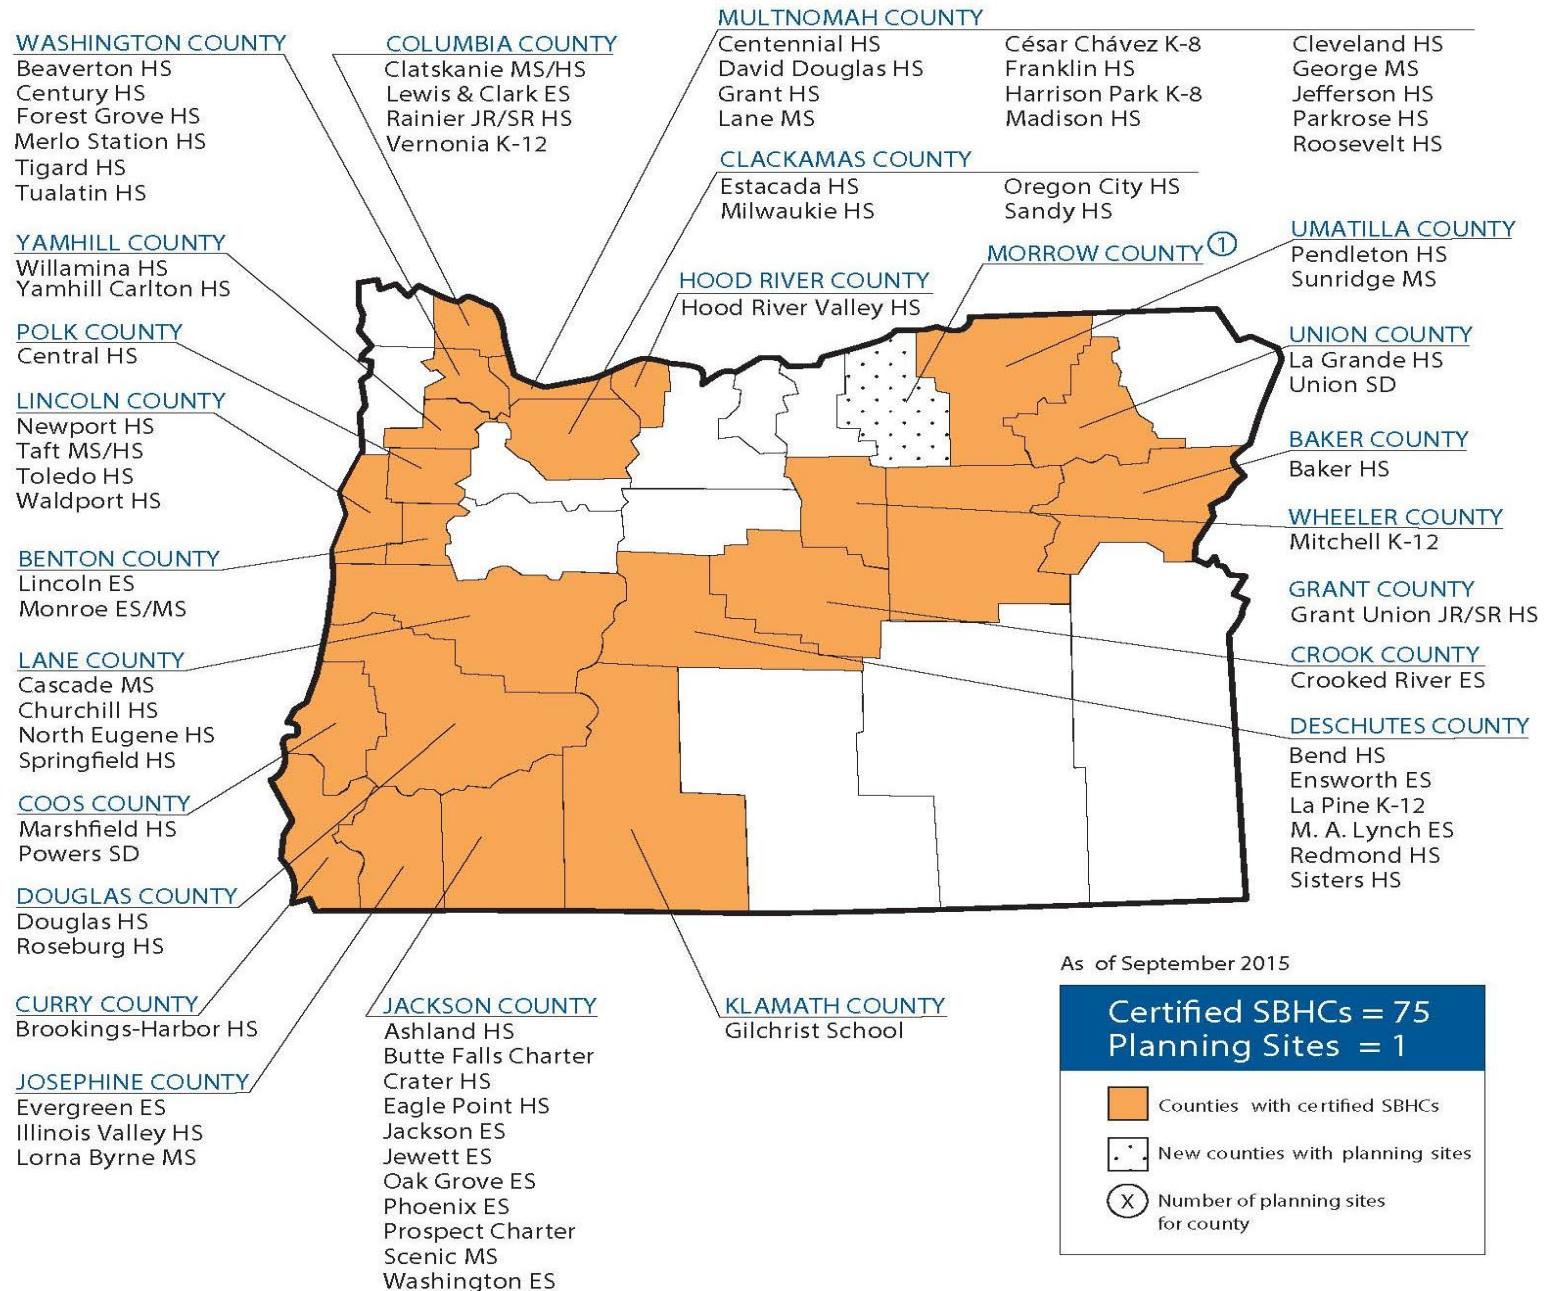 MULTNOMAH COUNTY
Centennial HS
David Douglas HS
Grant HS
Lane MS
César Chávez K-8
Franklin HS
Harrison Park K-8
Madison HS
Cleveland HS
George MS
Jefferson HS
Parkrose HS
Roosevelt HS
WASHINGTON COUNTY
Beaverton HS
Century HS
Forest Grove HS
Merlo Station HS
Tigard HS
Tualatin HS
COLUMBIA COUNTY
Clatskanie MS/HS
Lewis & Clark ES
Rainier JR/SR HS
Vernonia K-12
CLACKAMAS COUNTY
Estacada HS
Milwaukie HS
Oregon City HS
Sandy HS
YAMHILL COUNTY
Willamina HS
Yamhill Carlton HS
HOOD RIVER COUNTY
Hood River Valley HS
MORROW COUNTY 1
UMATILLA COUNTY
Pendleton HS
Sunridge MS
POLK COUNTY
Central HS
UNION COUNTY
La Grande HS
Union SD
LINCOLN COUNTY
Newport HS
Taft MS/HS
Toledo HS
Waldport HS
BAKER COUNTY
Baker HS
WHEELER COUNTY
Mitchell K-12
BENTON COUNTY
Lincoln ES
Monroe ES/MS
GRANT COUNTY
Grant Union JR/SR HS
LANE COUNTY
Cascade MS
Churchill HS
North Eugene HS
Springfield HS
CROOK COUNTY
Crooked River ES
DESCHUTES COUNTY
Bend HS
Ensworth ES
La Pine K-12
M. A. Lynch ES
Redmond HS
Sisters HS
COOS COUNTY
Marshfield HS
Powers SD
DOUGLAS COUNTY
Douglas HS
Roseburg HS
CURRY COUNTY
Brookings-Harbor HS
JOSEPHINE COUNTY
Evergreen ES
Illinois Valley HS
Lorna Byrne MS
JACKSON COUNTY
Ashland HS
Butte Falls Charter
Crater HS
Eagle Point HS
Jackson ES
Jewett ES
Oak Grove ES
Phoenix ES
Prospect Charter
Scenic MS
Washington ES
KLAMATH COUNTY
Gilchrist School
As of September 2015
Certified SBHCs = 75
Planning Sites = 1
Counties with certified SBHCs
New counties with planning sites
X Number of planning sites
for county